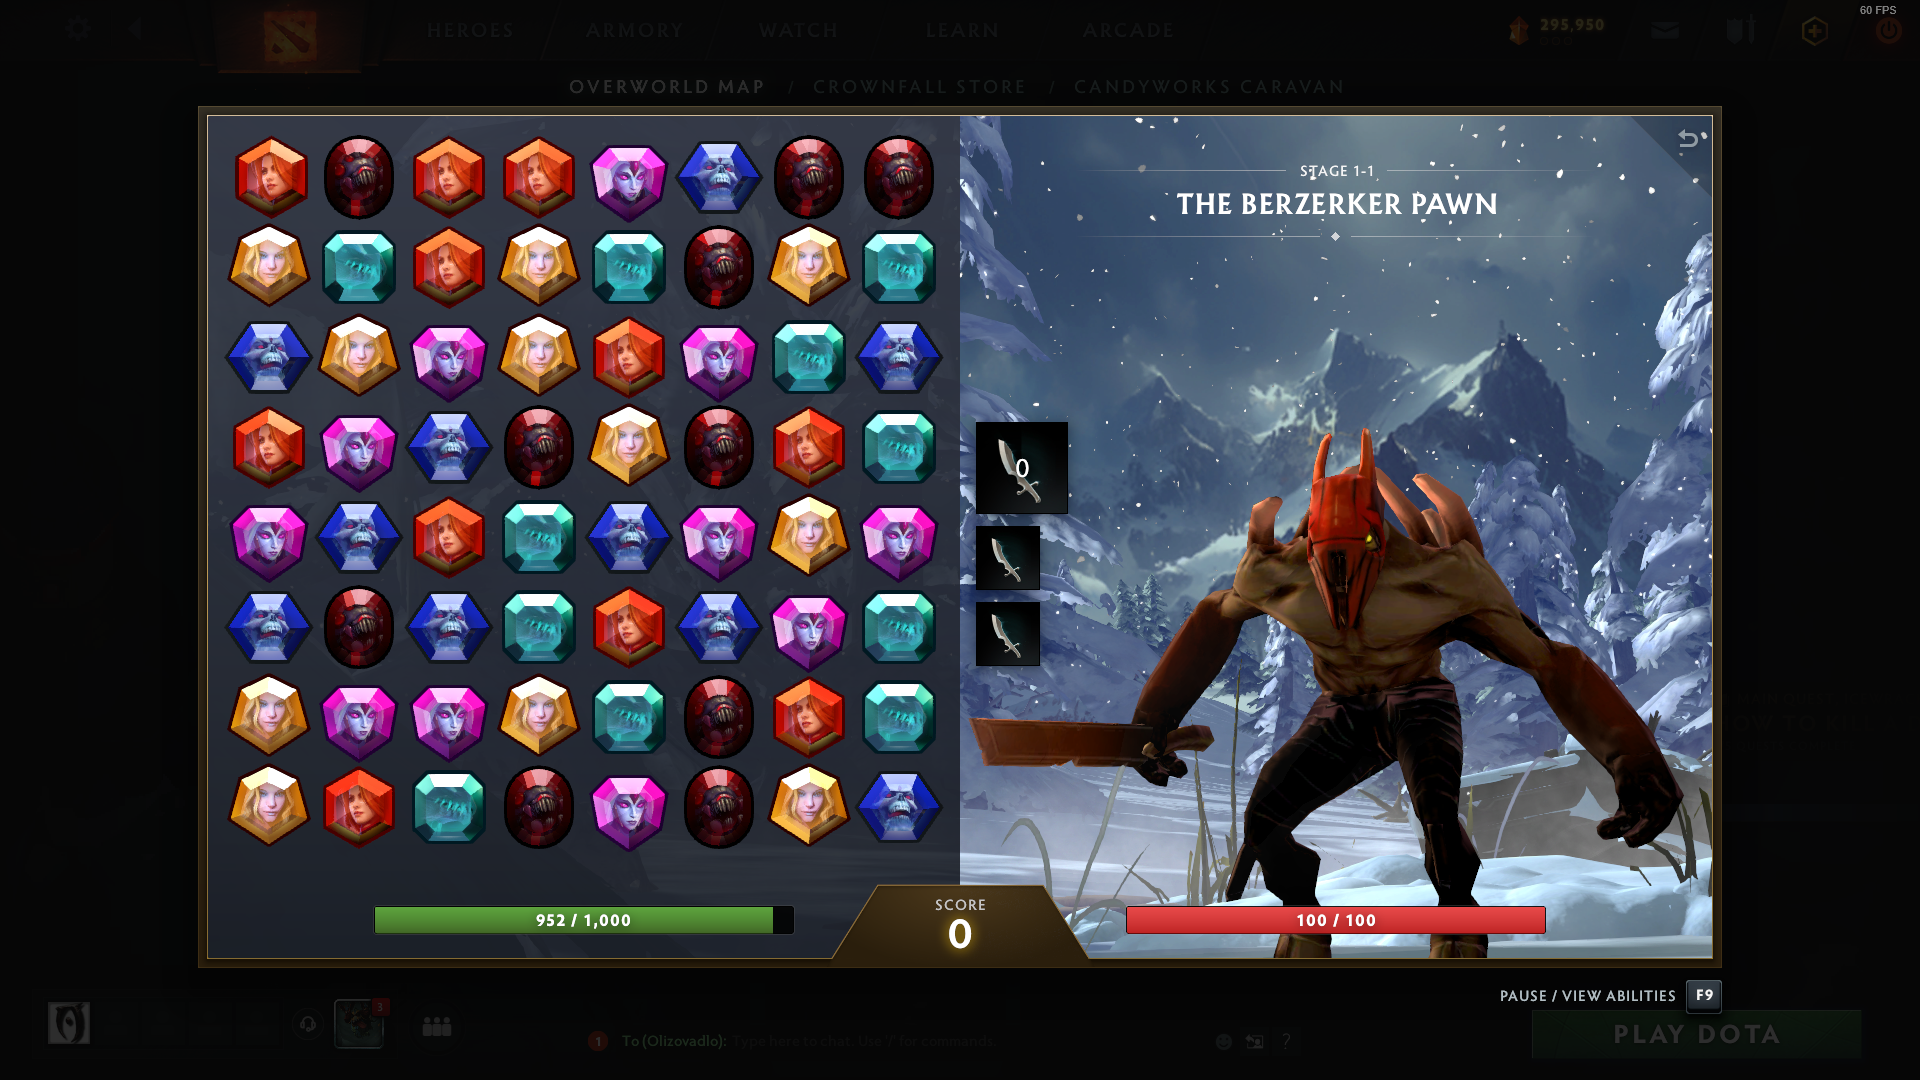 60 FPS
HEROES
ARMORY
WATCH
LEARN
ARCADE
295,950
OVERWORLD MAP / CROWNFALL STORE / CANDYWORKS CARAVAN
STAGE 1-1
THE BERZERKER PAWN
0
952 / 1,000
SCORE
0
100 / 100
PAUSE / VIEW ABILITIES
F9
3
1
To (Olizovadlo): Type here to chat. Use '/' for commands
?
PLAY DOTA